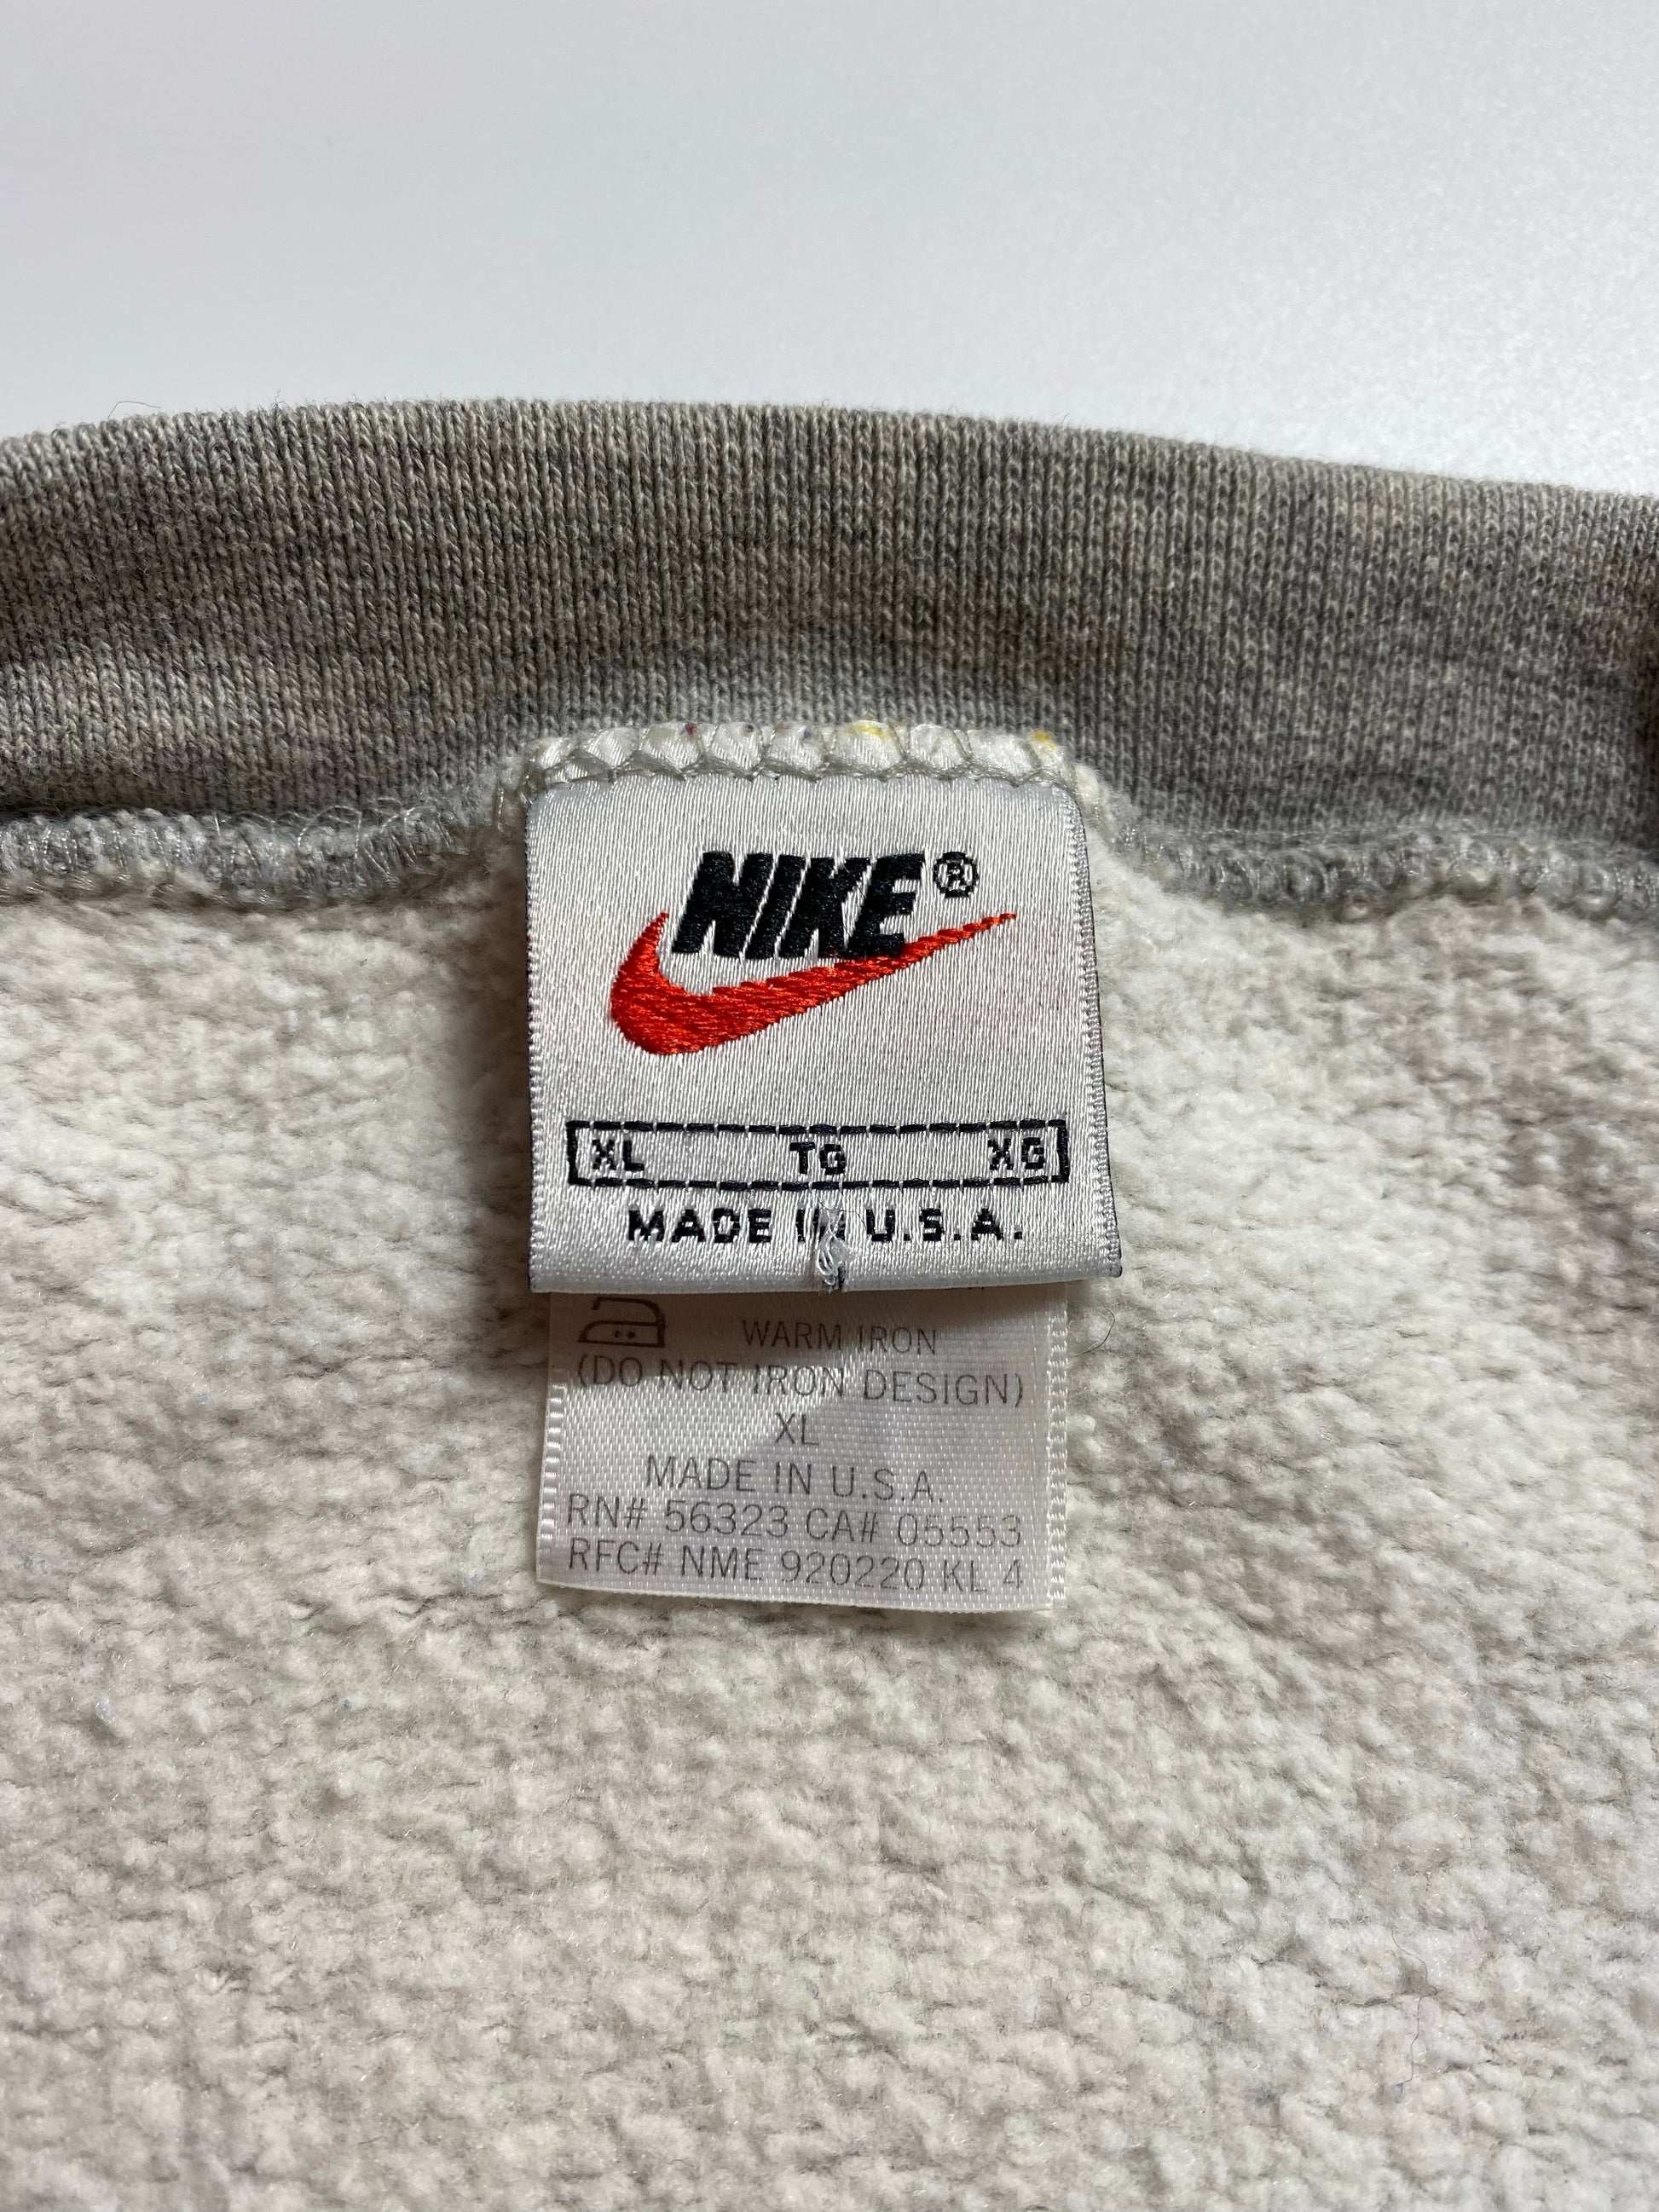 NIKE®
XL TG XG
MADE IN U.S.A.
WARM IRON
(DO NOT IRON DESIGN)
XL
MADE IN U.S.A.
RN# 56323 CA# 05553
RFC# NME 920220 KL 4